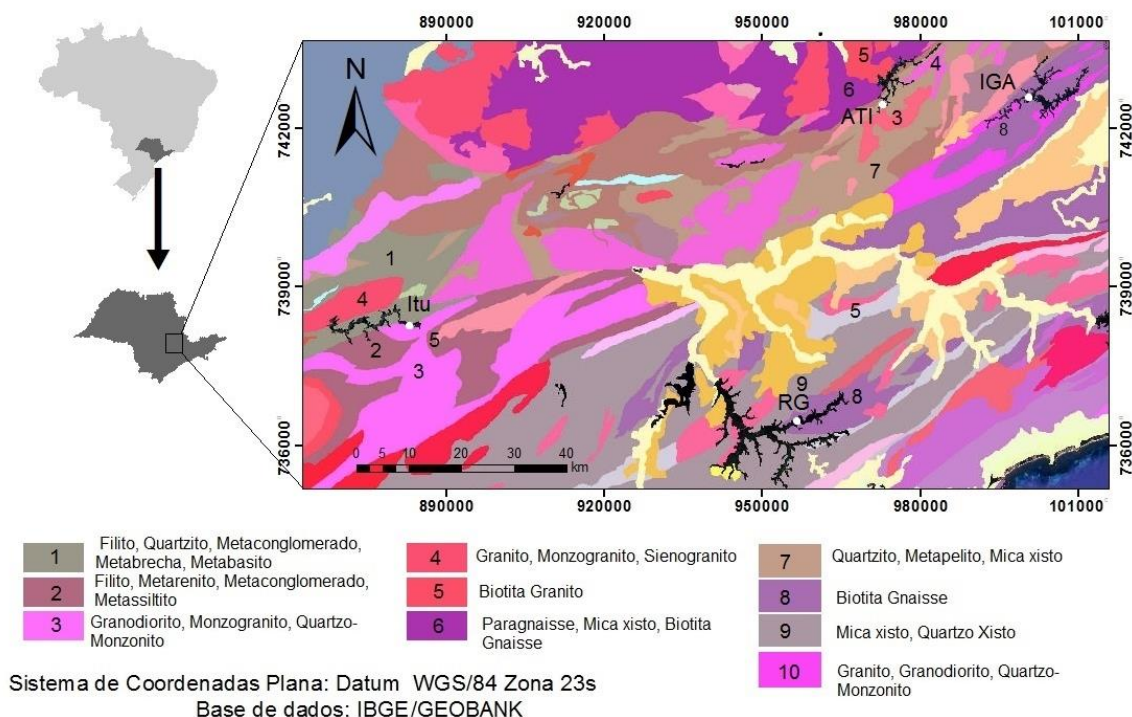 890000 920000 950000 980000 101000
N
742000
739000
736000
742000
739000
736000
5
4
IGA
6
ATI
3
8
7
1
4
Itu
5
2
5
3
9
RG
8
0 5 10 20 30 40
km
890000 920000 950000 980000 101000
1 Filito, Quartzito, Metaconglomerado,
Metabrecha, Metabasito
2 Filito, Metarenito, Metaconglomerado,
Metassiltito
3 Granodiorito, Monzogranito, Quartzo-
Monzonito
4 Granito, Monzogranito, Sienogranito
5 Biotita Granito
6 Paragnaisse, Mica xisto, Biotita
Gnaisse
7 Quartzito, Metapelito, Mica xisto
8 Biotita Gnaisse
9 Mica xisto, Quartzo Xisto
10 Granito, Granodiorito, Quartzo-
Monzonito
Sistema de Coordenadas Plana: Datum WGS/84 Zona 23s
Base de dados: IBGE/GEOBANK